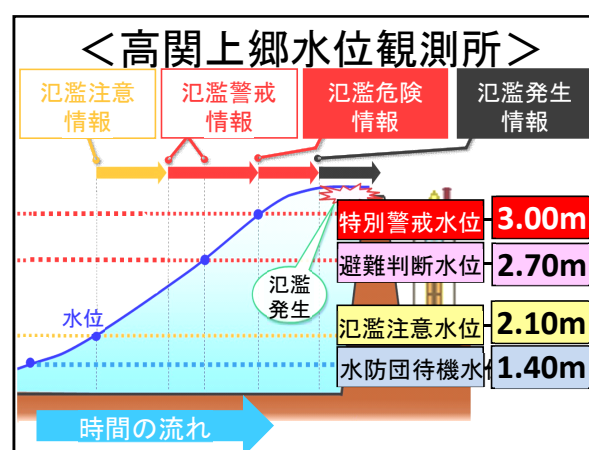 ＜高関上郷水位観測所＞
氾濫注意
情報
氾濫警戒
情報
氾濫危険
情報
氾濫発生
情報
特別警戒水位
3.00m
避難判断水位
2.70m
氾濫
発生
水位
氾濫注意水位
2.10m
水防団待機水
1.40m
時間の流れ